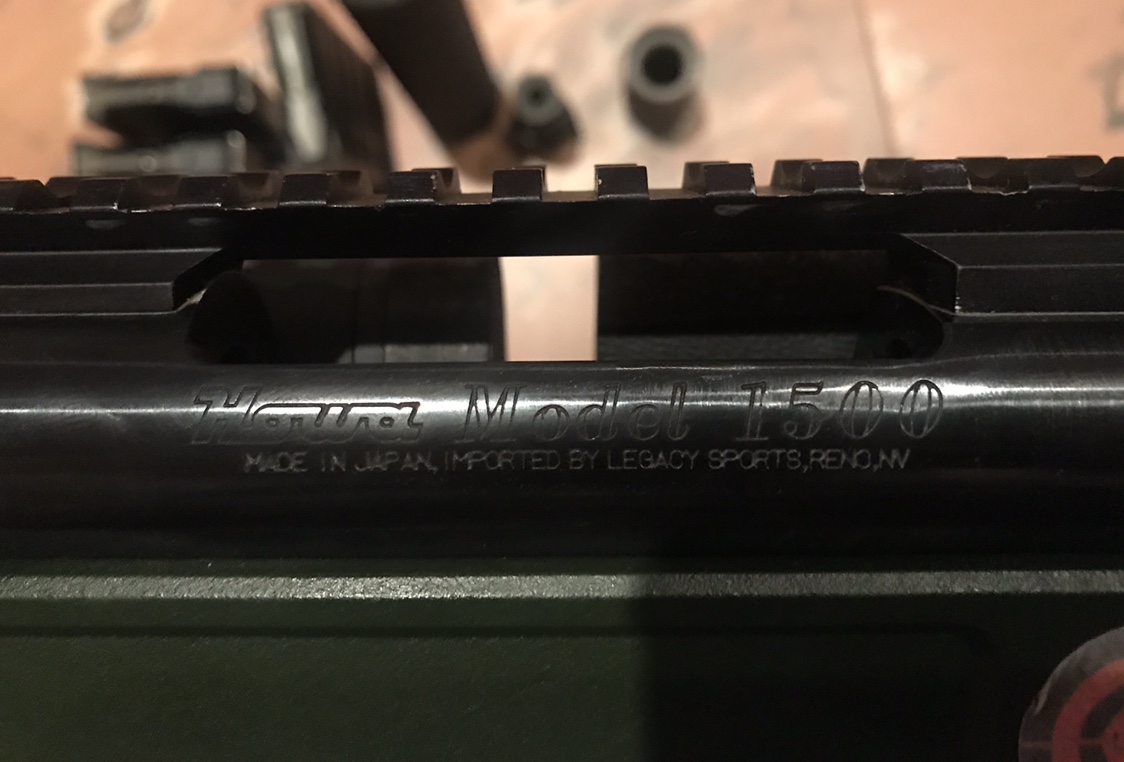 Howa Model 1500
MADE IN JAPAN, IMPORTED BY LEGACY SPORTS,RENO,NV